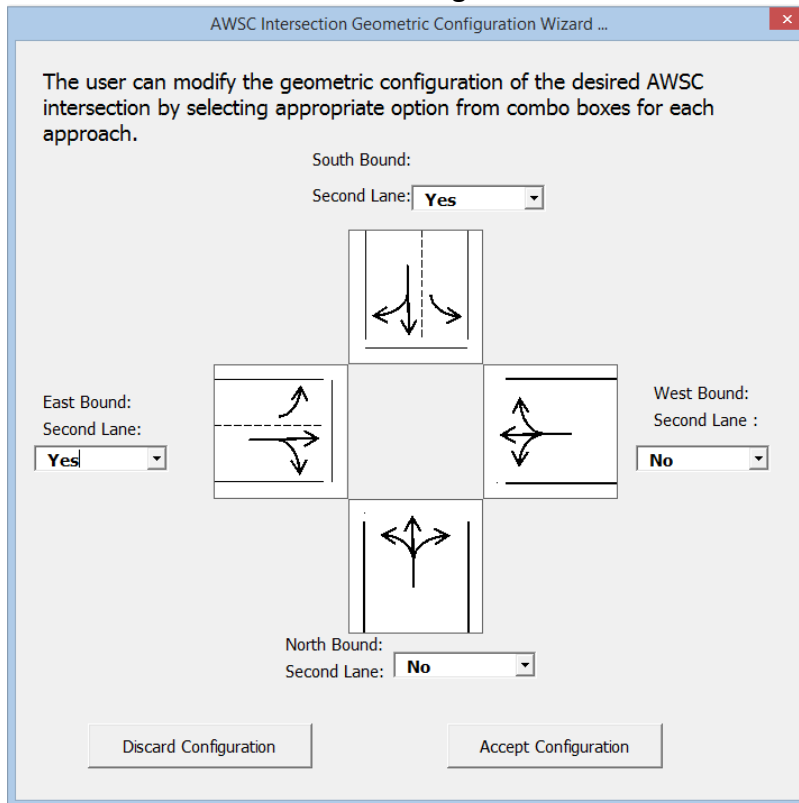 AWSC Intersection Geometric Configuration Wizard ...
The user can modify the geometric configuration of the desired AWSC
intersection by selecting appropriate option from combo boxes for each
approach.
South Bound:
Second Lane: Yes
East Bound:
Second Lane:
Yes
West Bound:
Second Lane :
No
North Bound:
Second Lane: No
Discard Configuration
Accept Configuration